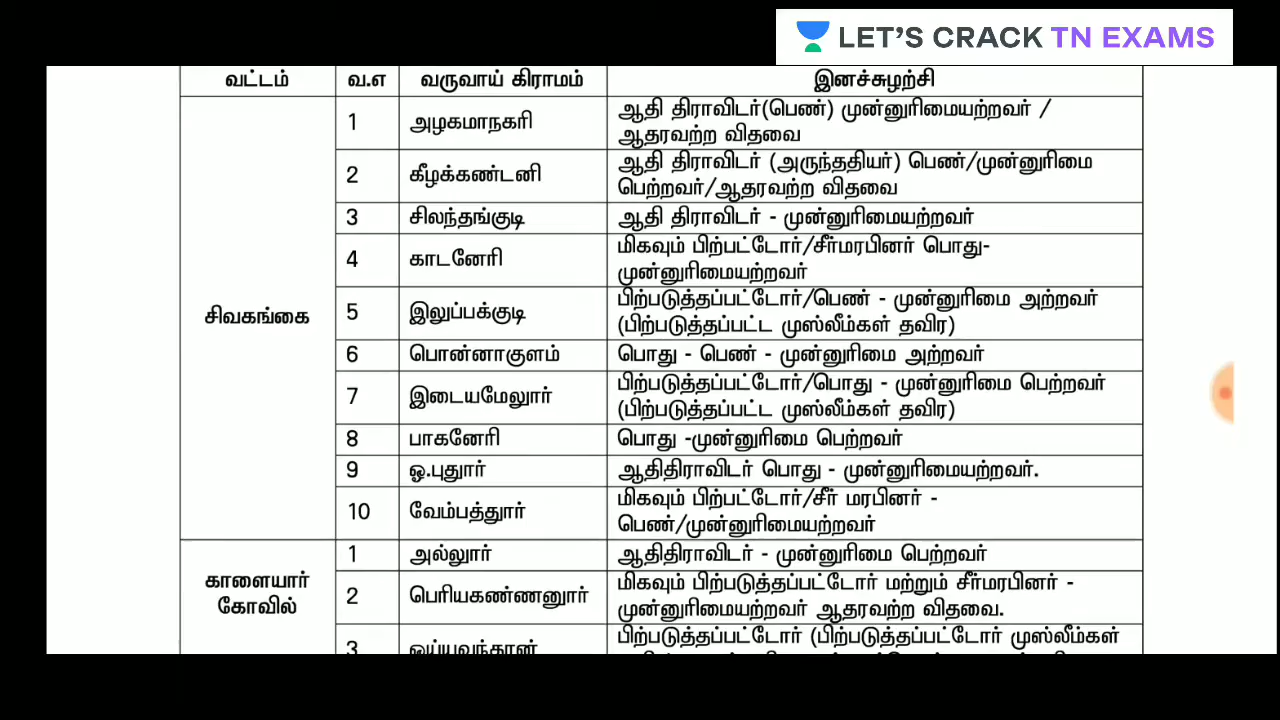 LET'S CRACK TN EXAMS
வட்டம் வ.எ வருவாய் கிராமம் இனச்சுழற்சி
சிவகங்கை
1 அழகமாநகரி ஆதி திராவிடர்(பெண்) முன்னுரிமையற்றவர் /
ஆதரவற்ற விதவை
2 கீழக்கண்டனி ஆதி திராவிடர் (அருந்ததியர்) பெண்/முன்னுரிமை
பெற்றவர்/ஆதரவற்ற விதவை
3 சிலந்தங்குடி ஆதி திராவிடர் - முன்னுரிமையற்றவர்
4 காடனேரி மிகவும் பிற்பட்டோர்/சீர்மரபினர் பொது-
முன்னுரிமையற்றவர்
5 இலுப்பக்குடி பிற்படுத்தப்பட்டோர்/பெண் - முன்னுரிமை அற்றவர்
(பிற்படுத்தப்பட்ட முஸ்லீம்கள் தவிர)
6 பொன்னாகுளம் பொது - பெண் - முன்னுரிமை அற்றவர்
7 இடையமேலுார் பிற்படுத்தப்பட்டோர்/பொது - முன்னுரிமை பெற்றவர்
(பிற்படுத்தப்பட்ட முஸ்லீம்கள் தவிர)
8 பாகனேரி பொது -முன்னுரிமை பெற்றவர்
9 ஓ.புதுார் ஆதிதிராவிடர் பொது - முன்னுரிமையற்றவர்.
10 வேம்பத்துார் மிகவும் பிற்பட்டோர்/சீர் மரபினர் -
பெண்/முன்னுரிமையற்றவர்
காளையார்
கோவில்
1 அல்லுார் ஆதிதிராவிடர் - முன்னுரிமை பெற்றவர்
2 பெரியகண்ணனுார் மிகவும் பிற்படுத்தப்பட்டோர் மற்றும் சீர்மரபினர் -
முன்னுரிமையற்றவர் ஆதரவற்ற விதவை.
3 ஒய்யவந்தான் பிற்படுத்தப்பட்டோர் (பிற்படுத்தப்பட்டோர் முஸ்லீம்கள்